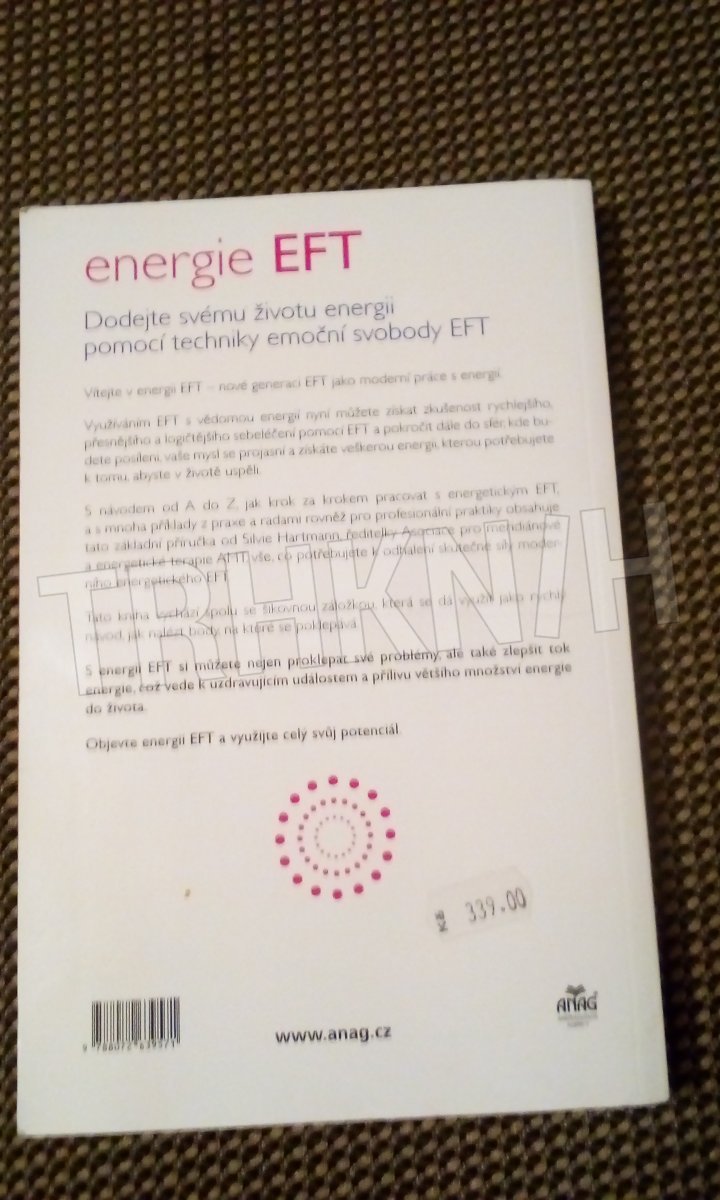 energie EFT
Dodejte svému životu energii
pomocí techniky emoční svobody EFT
Vítejte v energii EFT – nové generaci EFT jako moderní práce s energií.
Využíváním EFT s vědomou energií nyní můžete získat zkušenost rychlejšího,
přesnějšího a logičtějšího sebeléčení pomocí EFT a pokročit dále do sfér, kde bu-
dete posíleni, vaše mysl se projasní a získáte veškerou energii, kterou potřebujete
k tomu, abyste v životě uspěli.
S návodem od A do Z, jak krok za krokem pracovat s energetickým EFT,
a s mnoha příklady z praxe a radami rovněž pro profesionální praktiky obsahuje
tato základní příručka od Silvie Hartmann, ředitelky Asociace pro meridiánové
a energetické terapie AMT, vše, co potřebujete k odhalení skutečné síly moder-
ního energetického EFT.
Tato kniha vychází spolu se šikovnou záložkou, která se dá využít jako rychlý
návod, jak nalézt body, na které se poklepává.
S energií EFT si můžete nejen proklepat své problémy, ale také zlepšit tok
energie, což vede k uzdravujícím událostem a přílivu většího množství energie
do života.
Objevte energii EFT a využijte celý svůj potenciál.
TRHKNIH
Kč 339.00
ANAG
www.anag.cz
9 788072 639571